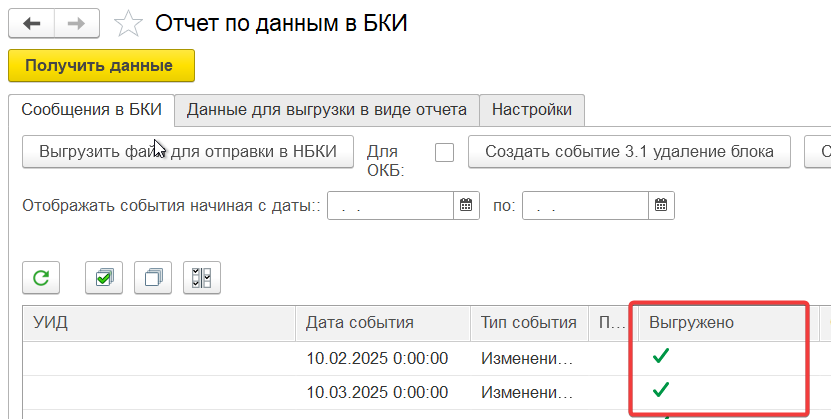 Отчет по данным в БКИ
Получить данные
Сообщения в БКИ Данные для выгрузки в виде отчета Настройки
Выгрузить файл для отправки в НБКИ Для ОКБ: Создать событие 3.1 удаление блока С
Отображать события начиная с даты:: . . по: . .
УИД Дата события Тип события П... Выгружено
10.02.2025 0:00:00 Изменени...
10.03.2025 0:00:00 Изменени...